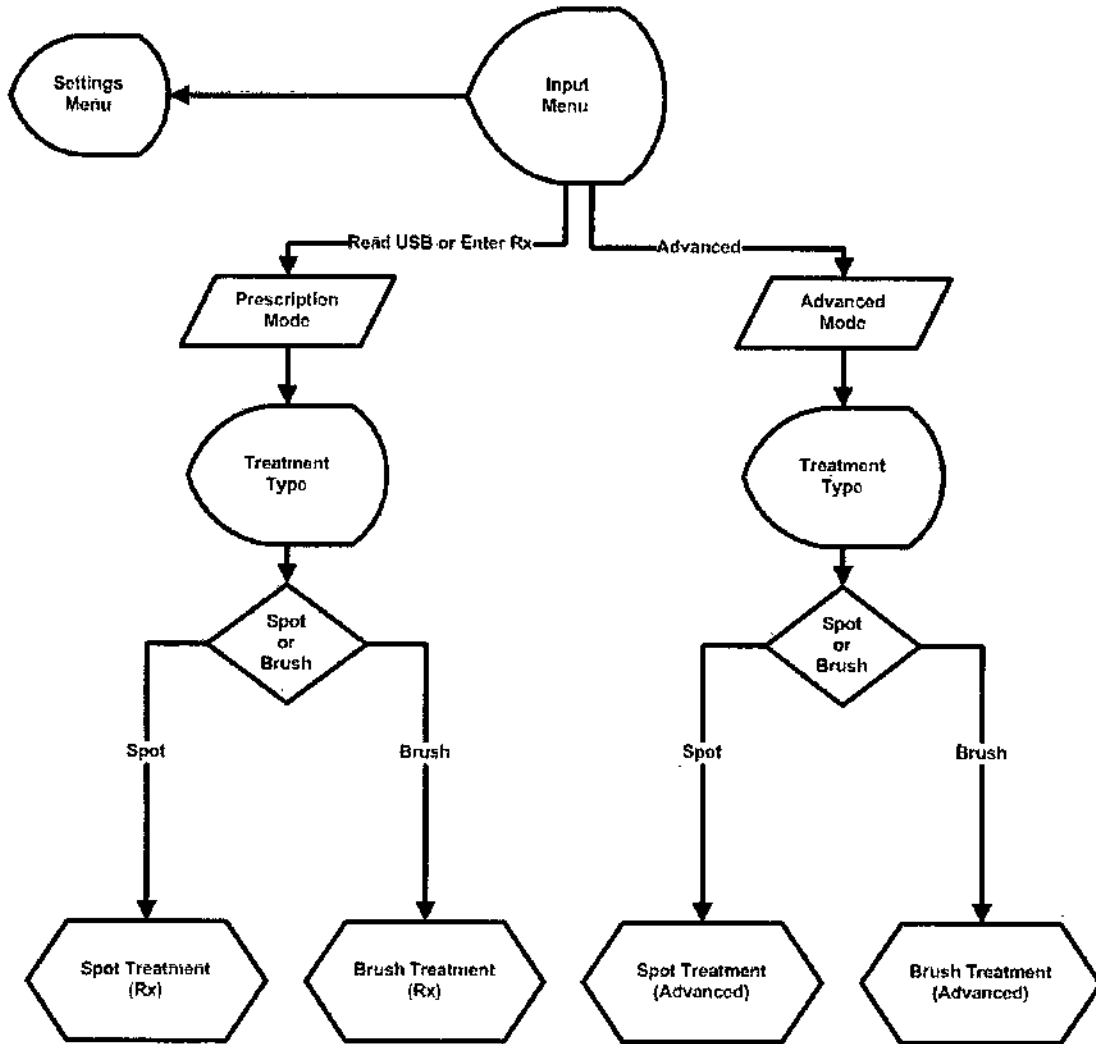 Settings
Menu
Input
Menu
Read USB or Enter Rx
Advanced
Prescription
Mode
Advanced
Mode
Treatment
Type
Treatment
Type
Spot
or
Brush
Spot
or
Brush
Spot
Brush
Spot
Brush
Spot Treatment
(Rx)
Brush Treatment
(Rx)
Spot Treatment
(Advanced)
Brush Treatment
(Advanced)